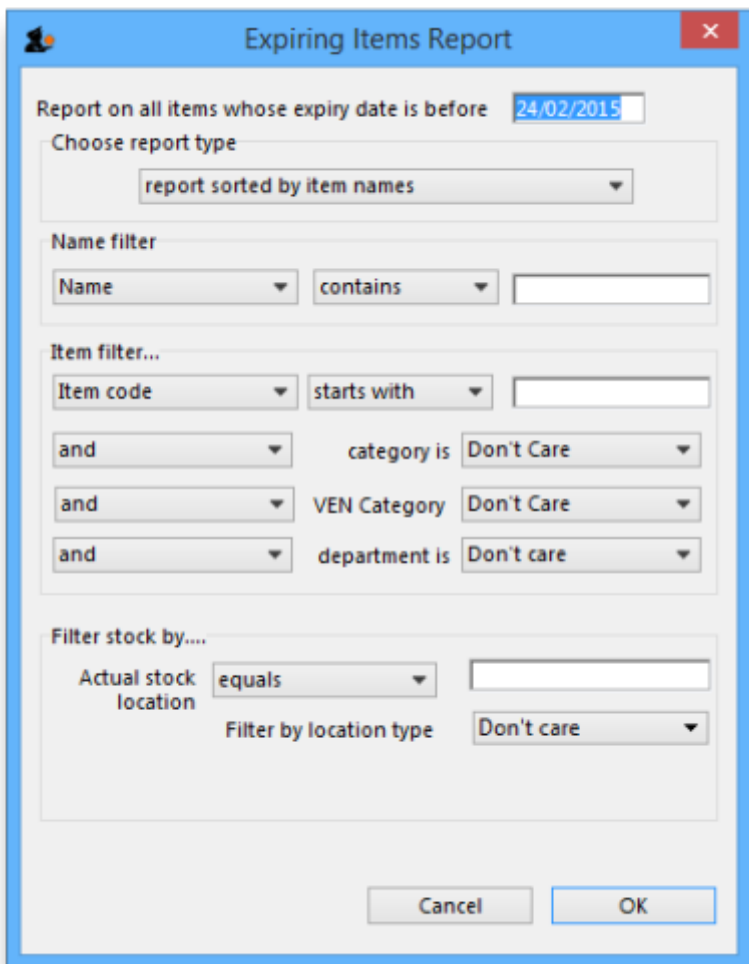 Expiring Items Report
Report on all items whose expiry date is before 24/02/2015
Choose report type
report sorted by item names
Name filter
Name contains
Item filter...
Item code starts with
and category is Don't Care
and VEN Category Don't Care
and department is Don't care
Filter stock by....
Actual stock location equals
Filter by location type Don't care
Cancel OK